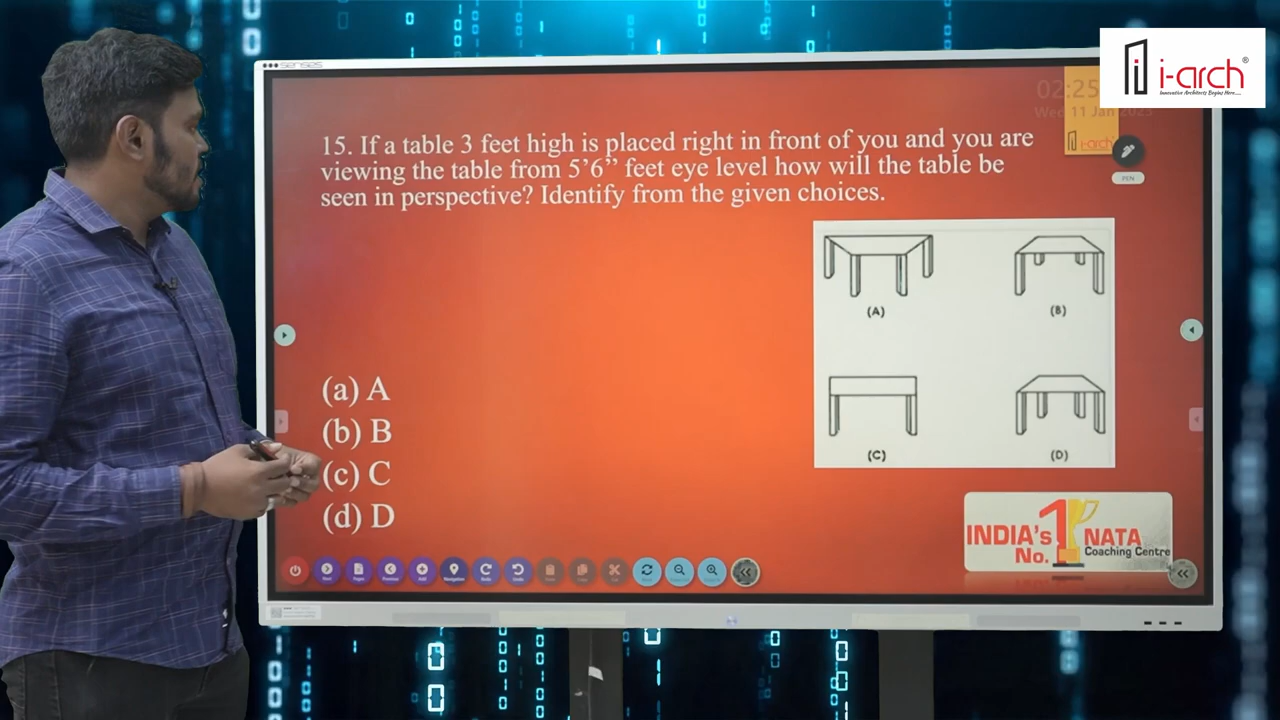 senses
i-arch®
Innovative Architects Begins Here....
02:25
Wed 11 Jan 2023
i-arch
PEN
15. If a table 3 feet high is placed right in front of you and you are
viewing the table from 5’6” feet eye level how will the table be
seen in perspective? Identify from the given choices.
(A)
(B)
(C)
(D)
(a) A
(b) B
(c) C
(d) D
INDIA's No. 1 NATA
Coaching Centre